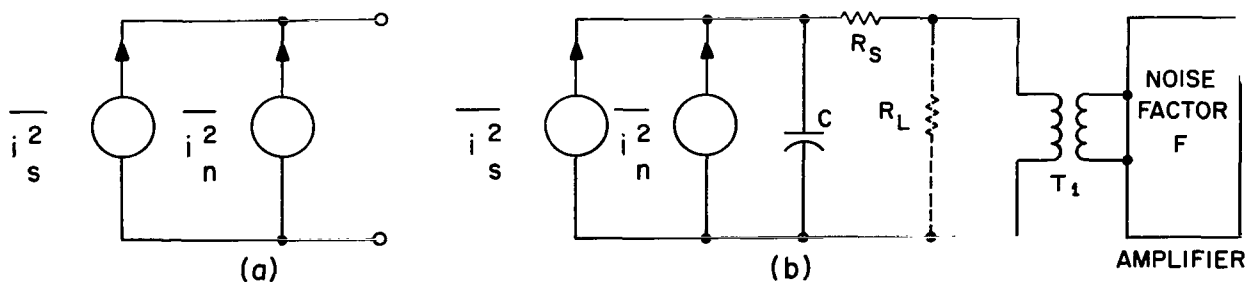 i s 2
i n 2
(a)
i s 2
i n 2
C
R S
R L
T 1
NOISE
FACTOR
F
AMPLIFIER
(b)